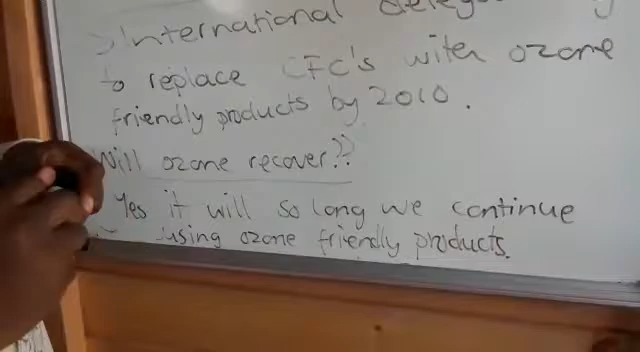 > International
to replace CFC's with ozone
friendly products by 2010.
Will ozone recover??
Yes it will so long we continue
using ozone friendly products.